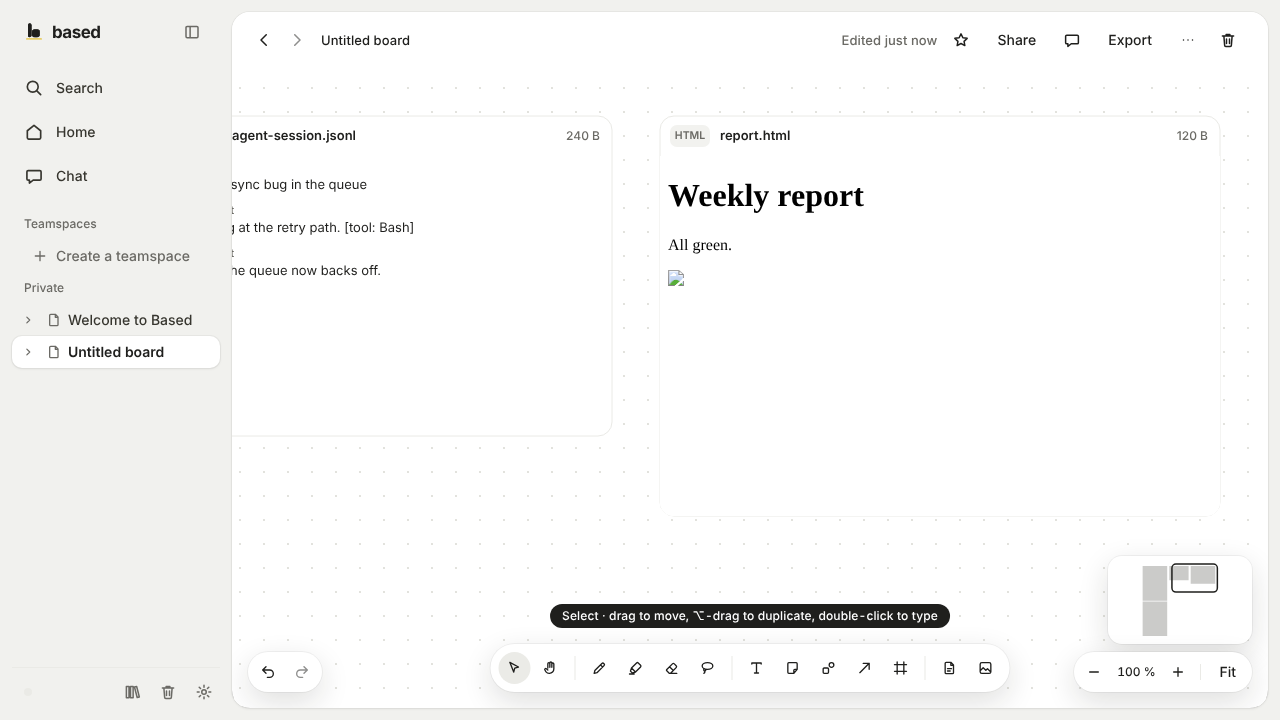 based
Search
Home
Chat
Teamspaces
Create a teamspace
Private
Welcome to Based
Untitled board
Untitled board
Edited just now
Share
Export
agent-session.jsonl
240 B
sync bug in the queue
t
g at the retry path. [tool: Bash]
t
he queue now backs off.
HTML
report.html
120 B
Weekly report
All green.
Select · drag to move, ⌥-drag to duplicate, double-click to type
100 %
Fit